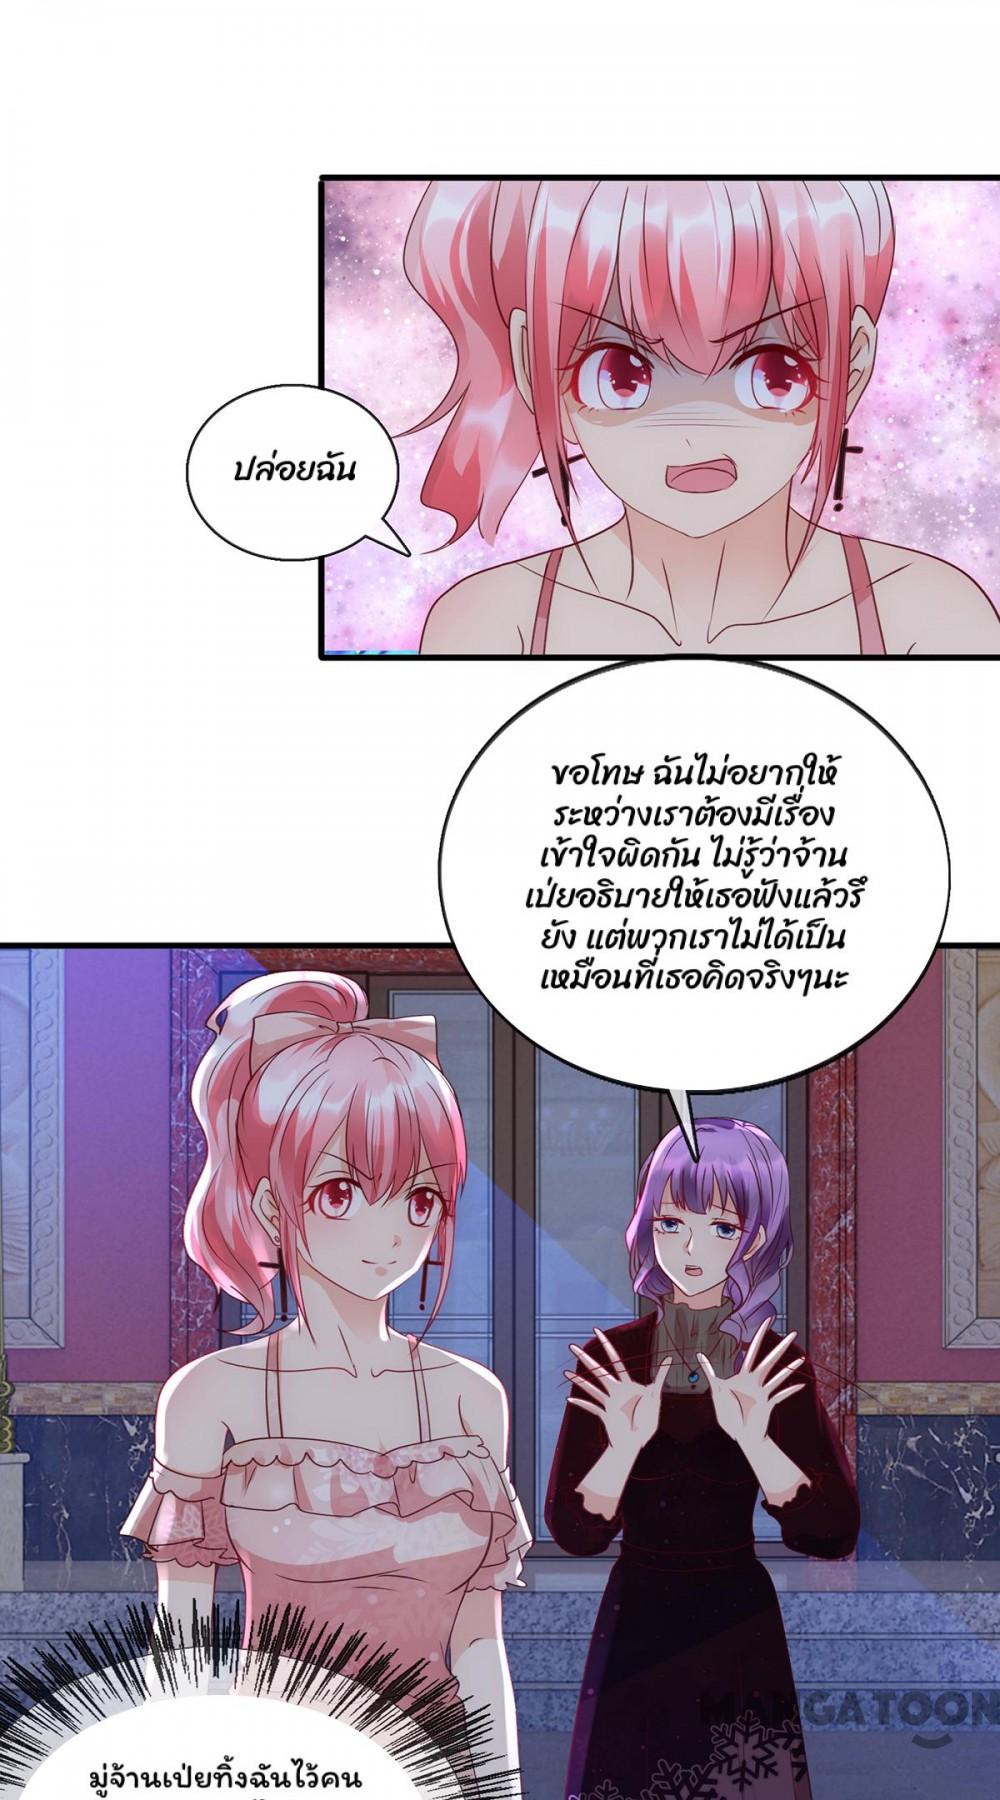 ปล่อยฉัน
ขอโทษ ฉันไม่อยากให้
ระหว่างเราต้องมีเรื่อง
เข้าใจผิดกัน ไม่รู้ว่าจ้าน
เป่ยอธิบายให้เธอฟังแล้วรึ
ยัง แต่พวกเราไม่ได้เป็น
เหมือนที่เธอคิดจริงๆนะ
MANGATOON
มู่จ้านเป่ยทิ้งฉันไว้คน